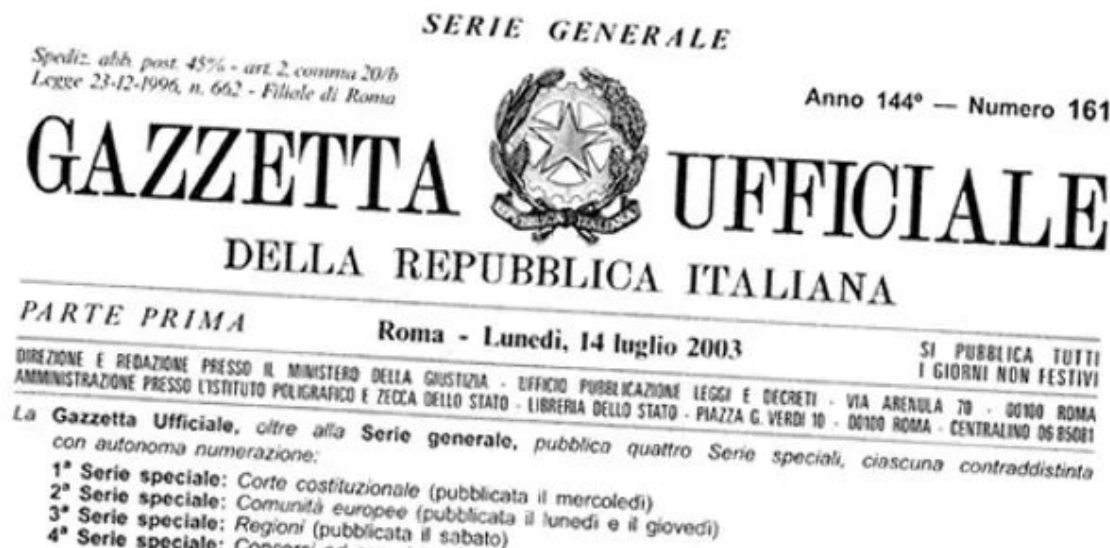 SERIE GENERALE
Spediz. abb. post. 45% - art. 2, comma 20/b
Legge 23-12-1996, n. 662 - Filiale di Roma
Anno 144° — Numero 161
GAZZETTA UFFICIALE
DELLA REPUBBLICA ITALIANA
PARTE PRIMA
Roma - Lunedì, 14 luglio 2003
SI PUBBLICA TUTTI
I GIORNI NON FESTIVI
DIREZIONE E REDAZIONE PRESSO IL MINISTERO DELLA GIUSTIZIA - UFFICIO PUBBLICAZIONE LEGGI E DECRETI - VIA ARENULA 70 - 00100 ROMA
AMMINISTRAZIONE PRESSO L'ISTITUTO POLIGRAFICO E ZECCA DELLO STATO - LIBRERIA DELLO STATO - PIAZZA G. VERDI 10 - 00100 ROMA - CENTRALINO 06 85081
La Gazzetta Ufficiale, oltre alla Serie generale, pubblica quattro Serie speciali, ciascuna contraddistinta
con autonoma numerazione:
1ª Serie speciale: Corte costituzionale (pubblicata il mercoledì)
2ª Serie speciale: Comunità europee (pubblicata il lunedì e il giovedì)
3ª Serie speciale: Regioni (pubblicata il sabato)
4ª Serie speciale: